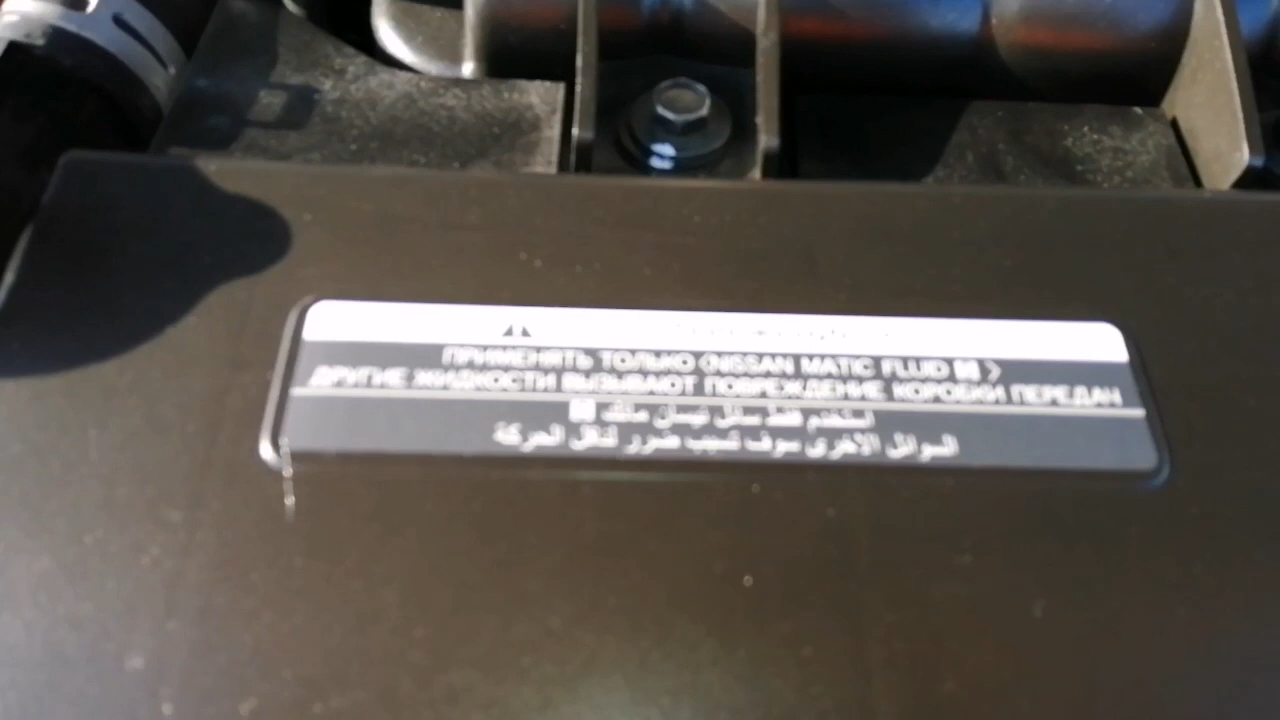 ПРИМЕНЯТЬ ТОЛЬКО <NISSAN MATIC FLUID
ДРУГИЕ ЖИДКОСТИ ВЫЗЫВАЮТ ПОВРЕЖДЕНИЕ КОРОБКИ ПЕРЕДАЧ
استخدم فقط سائل نيسان ماتك
السوائل الاخرى سوف تسبب ضرر لناقل الحركة